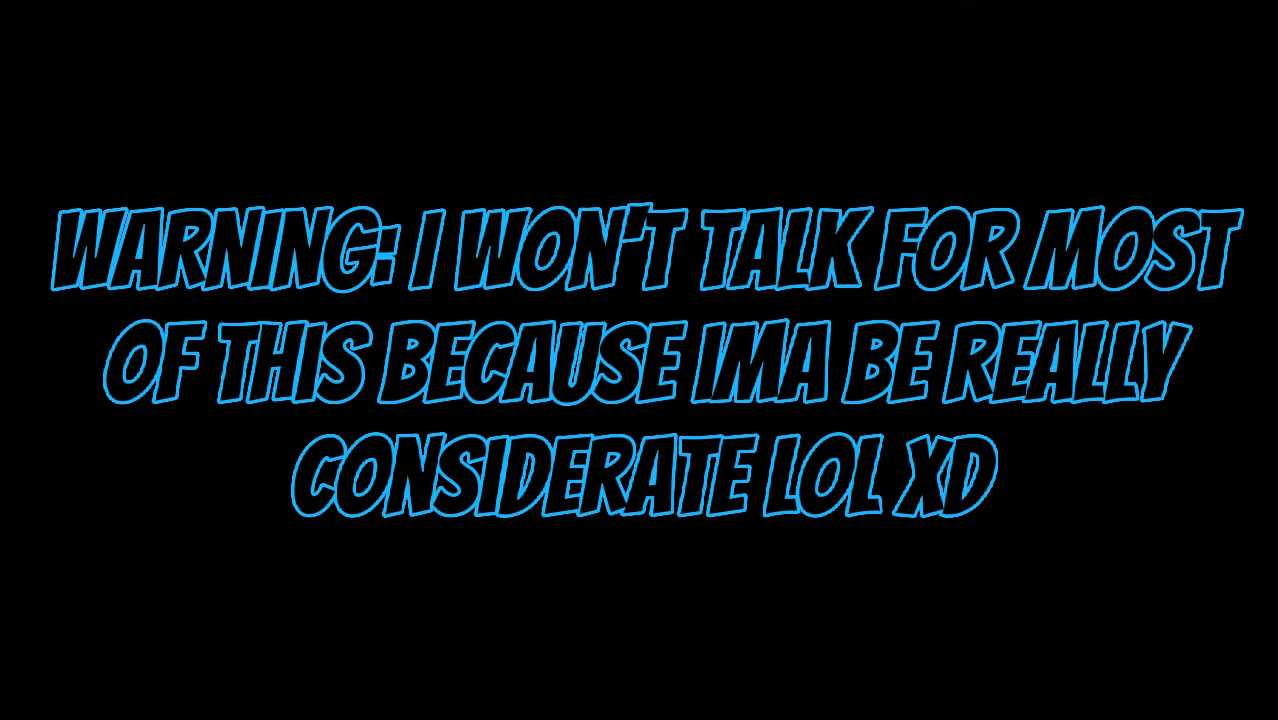 WARNING: I WON'T TALK FOR MOST
OF THIS BECAUSE IMA BE REALLY
CONSIDERATE LOL XD